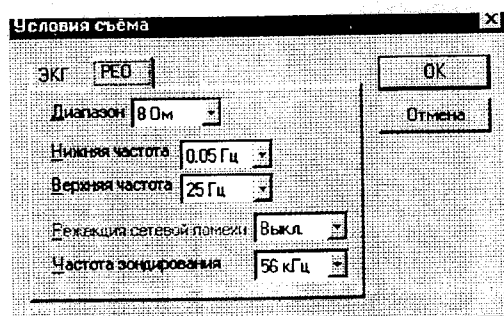 Условия съёма
ЭКГ РЕО OK
Диапазон 8 Ом Отмена
Нижняя частота 0.05 Гц
Верхняя частота 25 Гц
Режекция сетевой помехи Выкл.
Частота зондирования 56 кГц